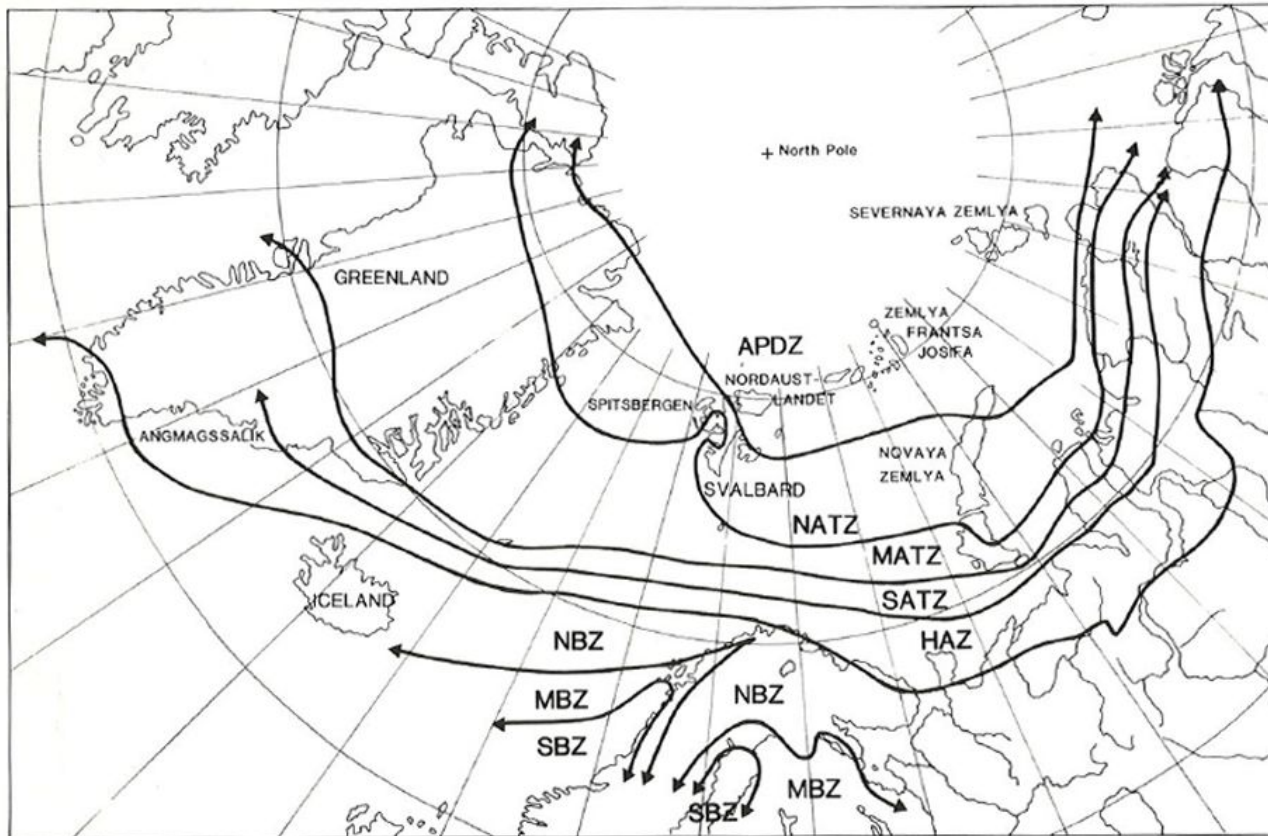 + North Pole
SEVERNAYA ZEMLYA
GREENLAND
ZEMLYA
FRANTSA
JOSIFA
APDZ
NORDAUST-
LANDET
SPITSBERGEN
ANGMAGSSALIK
NOVAYA
ZEMLYA
SVALBARD
NATZ
MATZ
SATZ
ICELAND
NBZ
HAZ
MBZ
NBZ
SBZ
MBZ
SBZ